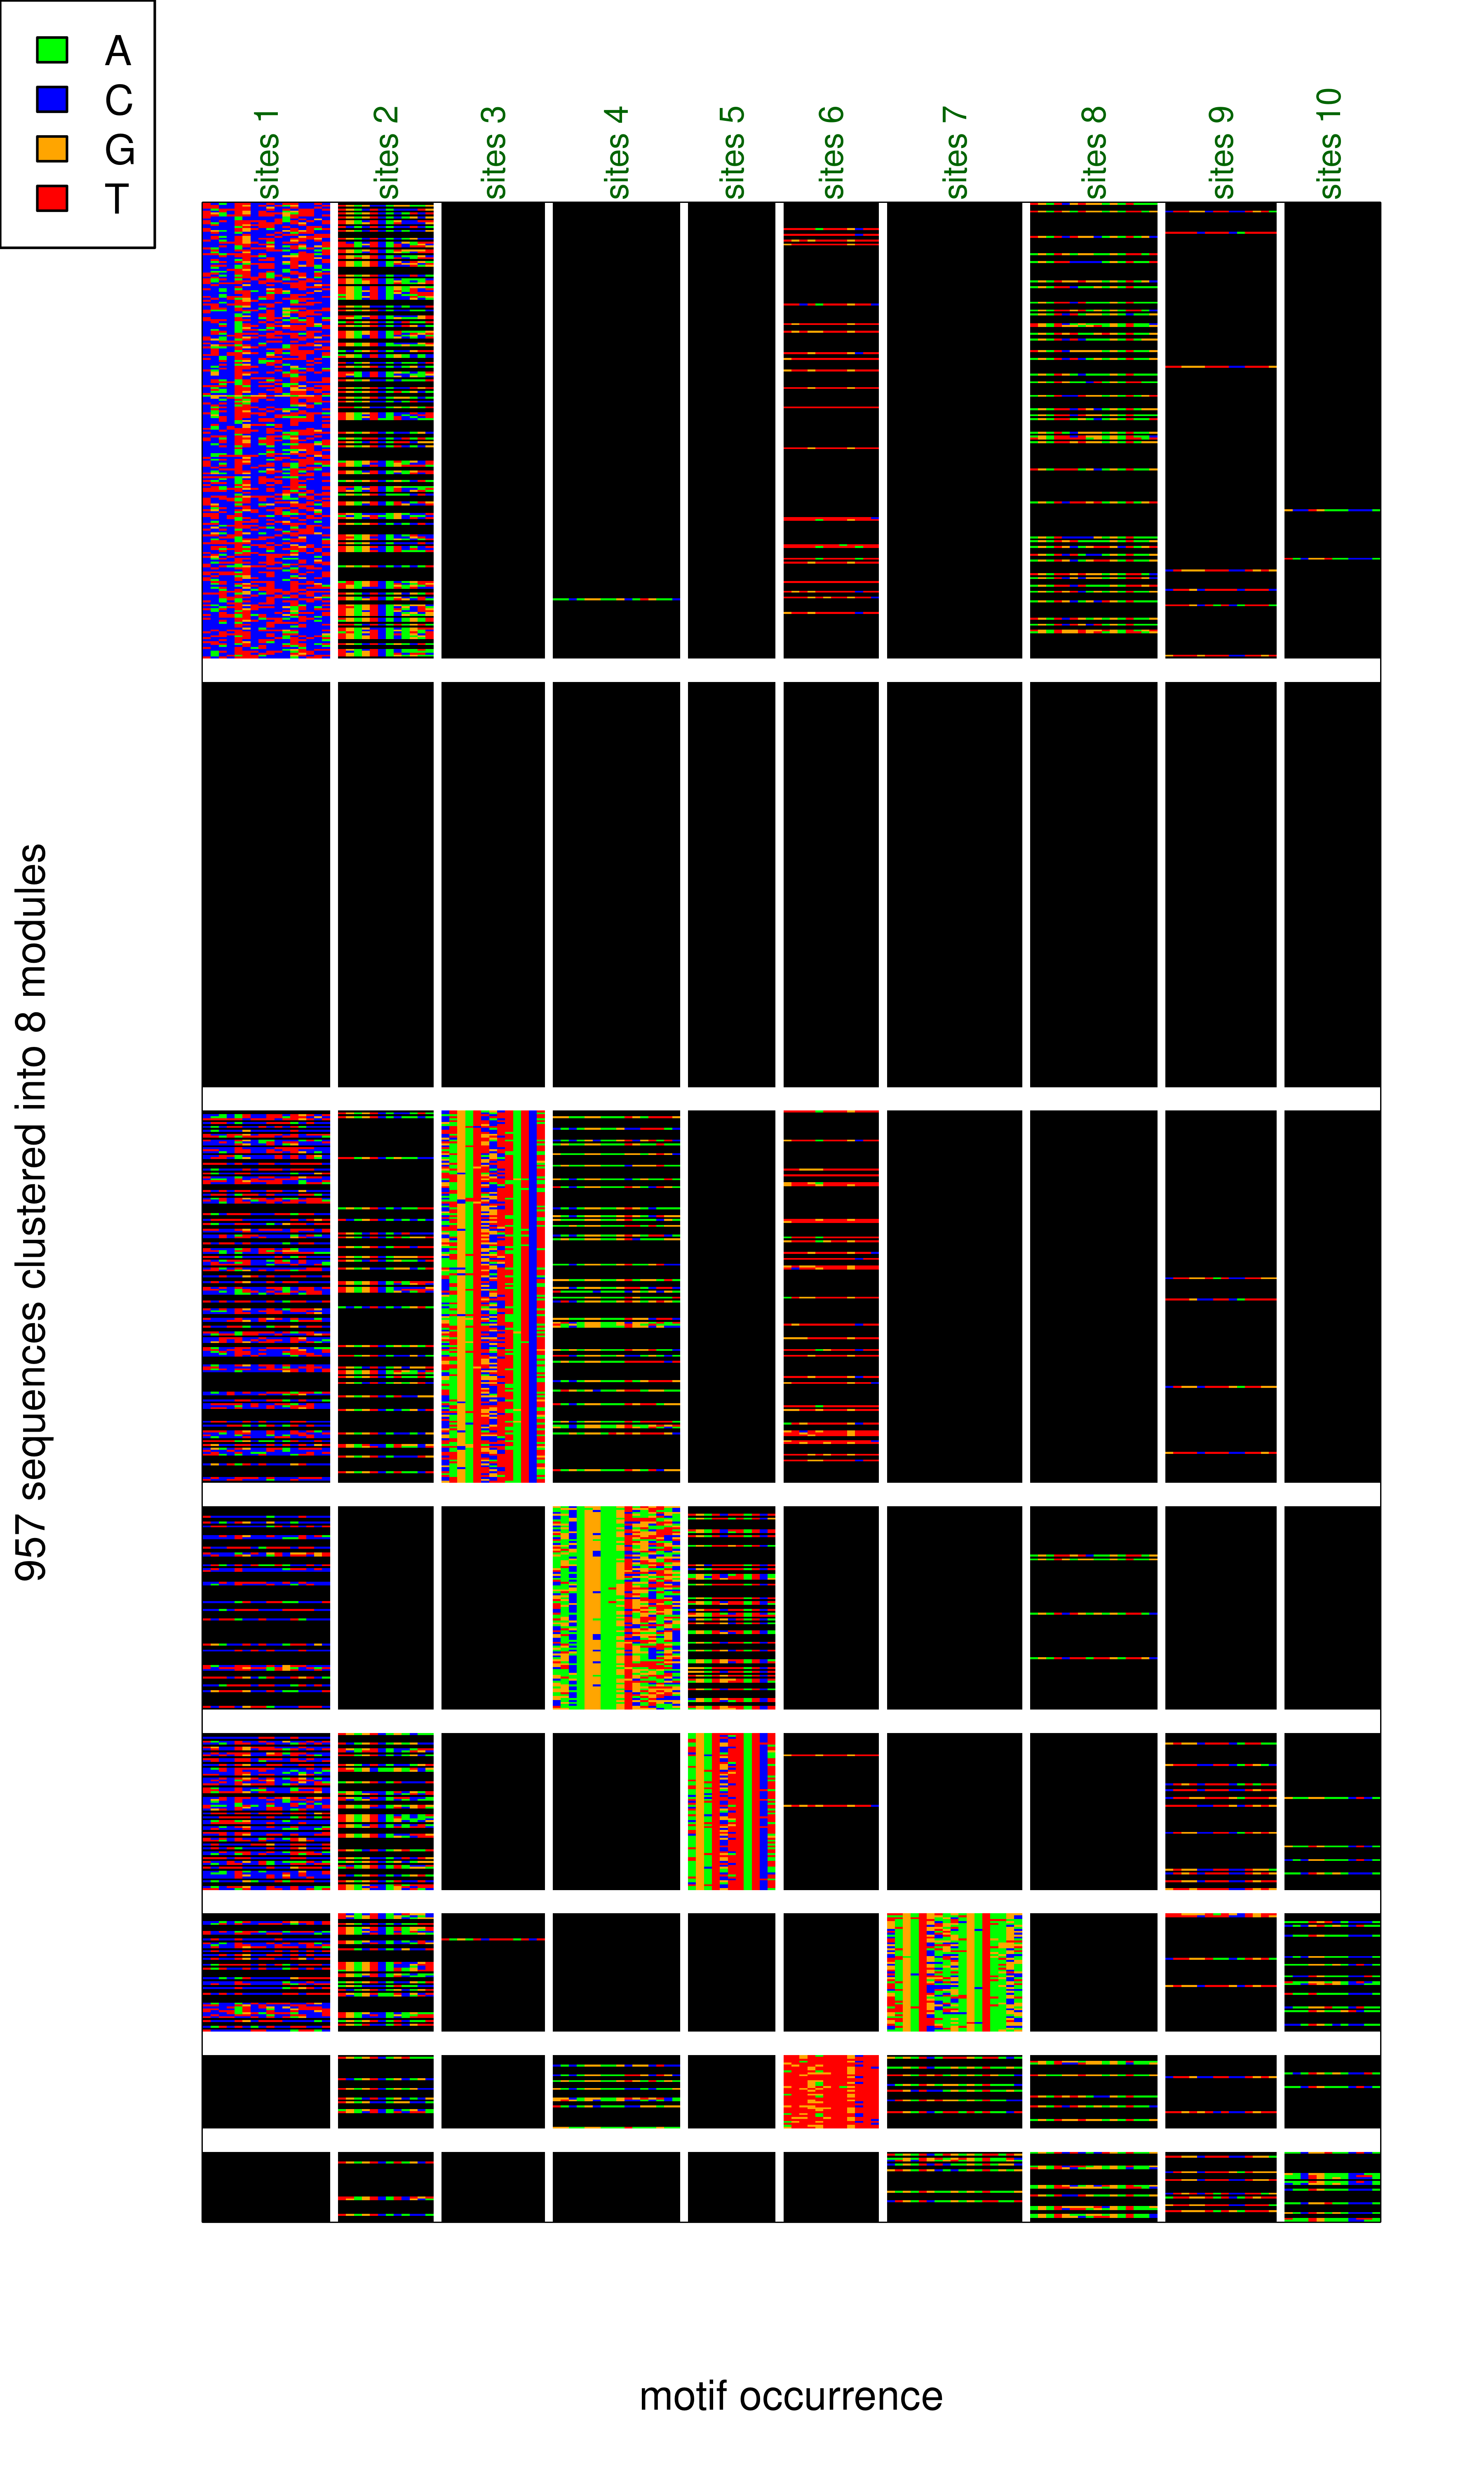 A
C
G
T
sites 1
sites 2
sites 3
sites 4
sites 5
sites 6
sites 7
sites 8
sites 9
sites 10
957 sequences clustered into 8 modules
motif occurrence